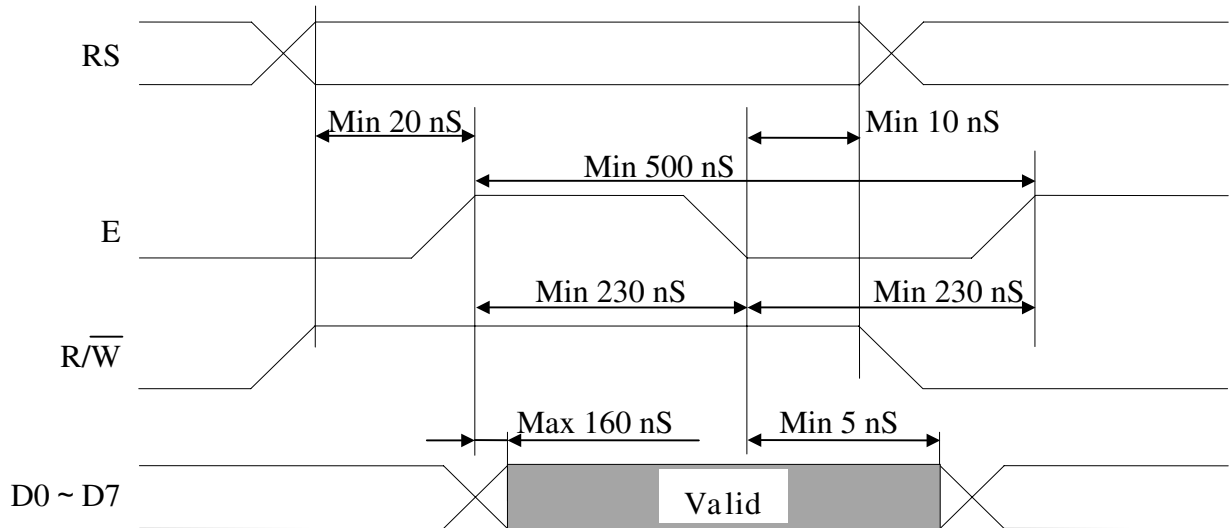 RS
Min 20 nS
Min 10 nS
Min 500 nS
E
Min 230 nS
Min 230 nS
R/W̅
Max 160 nS
Min 5 nS
D0 ~ D7
Valid